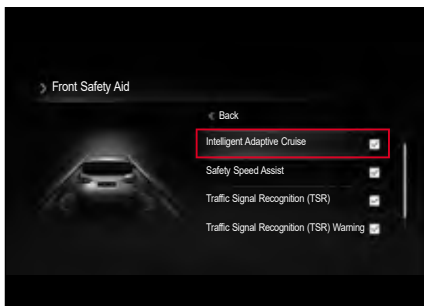 Front Safety Aid
Back
Intelligent Adaptive Cruise
Safety Speed Assist
Traffic Signal Recognition (TSR)
Traffic Signal Recognition (TSR) Warning